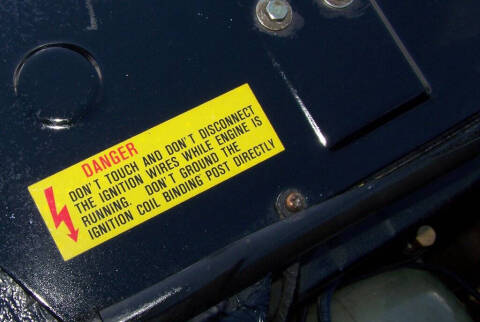 DANGER
DON'T TOUCH AND DON'T DISCONNECT
THE IGNITION WIRES WHILE ENGINE IS
RUNNING. DON'T GROUND THE
IGNITION COIL BINDING POST DIRECTLY